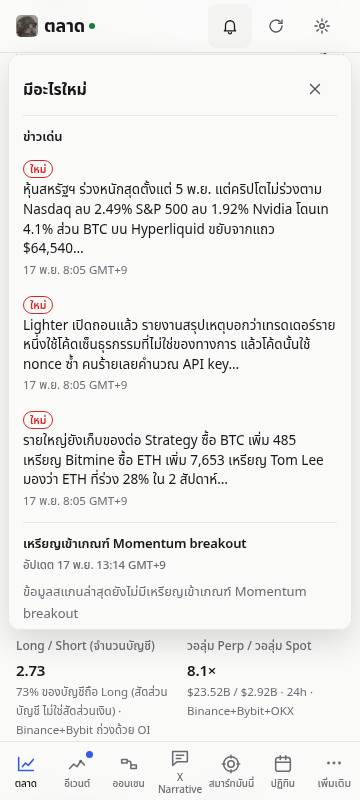 ตลาด
มีอะไรใหม่
ข่าวเด่น
ใหม่
หุ้นสหรัฐฯ ร่วงหนักสุดตั้งแต่ 5 พ.ย. แต่คริปโตไม่ร่วงตาม
Nasdaq ลบ 2.49% S&P 500 ลบ 1.92% Nvidia โดนเท
4.1% ส่วน BTC บน Hyperliquid ขยับจากแถว
$64,540...
17 พ.ย. 8:05 GMT+9
ใหม่
Lighter เปิดถอนแล้ว รายงานสรุปเหตุบอกว่าเทรดเดอร์ราย
หนึ่งใช้โค้ดเซ็นธุรกรรมที่ไม่ใช่ของทางการ แล้วโค้ดนั้นใช้
nonce ซ้ำ คนร้ายเลยคำนวณ API key...
17 พ.ย. 8:05 GMT+9
ใหม่
รายใหญ่ยังเก็บของต่อ Strategy ซื้อ BTC เพิ่ม 485
เหรียญ Bitmine ซื้อ ETH เพิ่ม 7,653 เหรียญ Tom Lee
มองว่า ETH ที่ร่วง 28% ใน 2 สัปดาห์...
17 พ.ย. 8:05 GMT+9
เหรียญเข้าเกณฑ์ Momentum breakout
อัปเดต 17 พ.ย. 13:14 GMT+9
ข้อมูลสแกนล่าสุดยังไม่มีเหรียญเข้าเกณฑ์ Momentum
breakout
Long / Short (จำนวนบัญชี)
2.73
73% ของบัญชีถือ Long (สัดส่วน
บัญชี ไม่ใช่สัดส่วนเงิน) ·
Binance+Bybit ถ่วงด้วย OI
วอลุ่ม Perp / วอลุ่ม Spot
8.1×
$23.52B / $2.92B · 24h ·
Binance+Bybit+OKX
ตลาด
อีเวนต์
ออนเชน
X Narrative
สมาร์ทมันนี่
ปฏิทิน
เพิ่มเติม